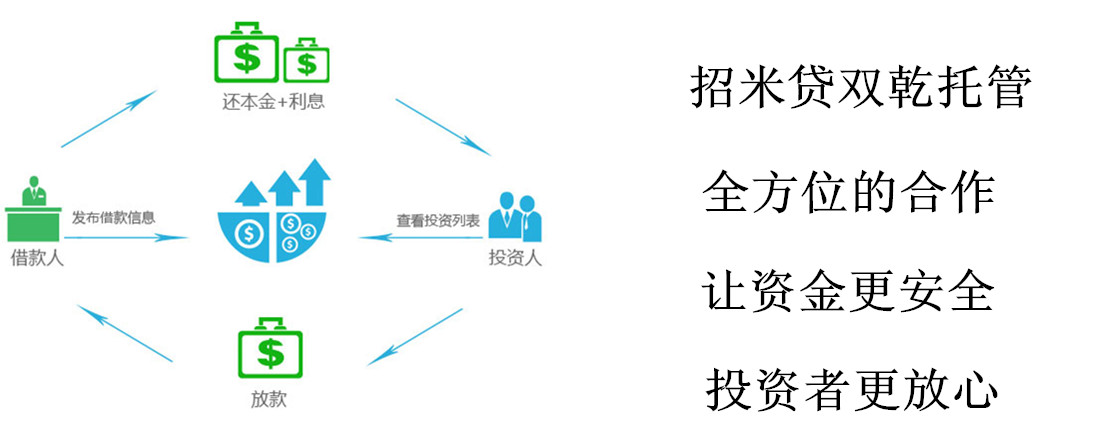 还本金+利息
发布借款信息
查看投资列表
借款人
投资人
放款
招米贷双乾托管
全方位的合作
让资金更安全
投资者更放心